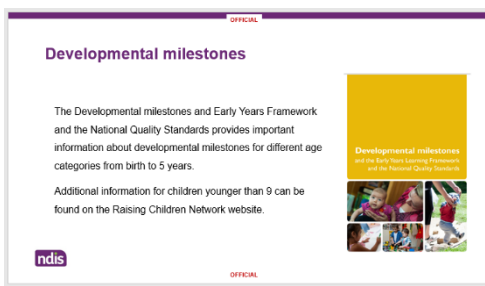 OFFICIAL
Developmental milestones
The Developmental milestones and Early Years Framework
and the National Quality Standards provides important
information about developmental milestones for different age
categories from birth to 5 years.
Additional information for children younger than 9 can be
found on the Raising Children Network website.
Developmental milestones
and the Early Years Learning Framework
and the National Quality Standards
ndis
OFFICIAL